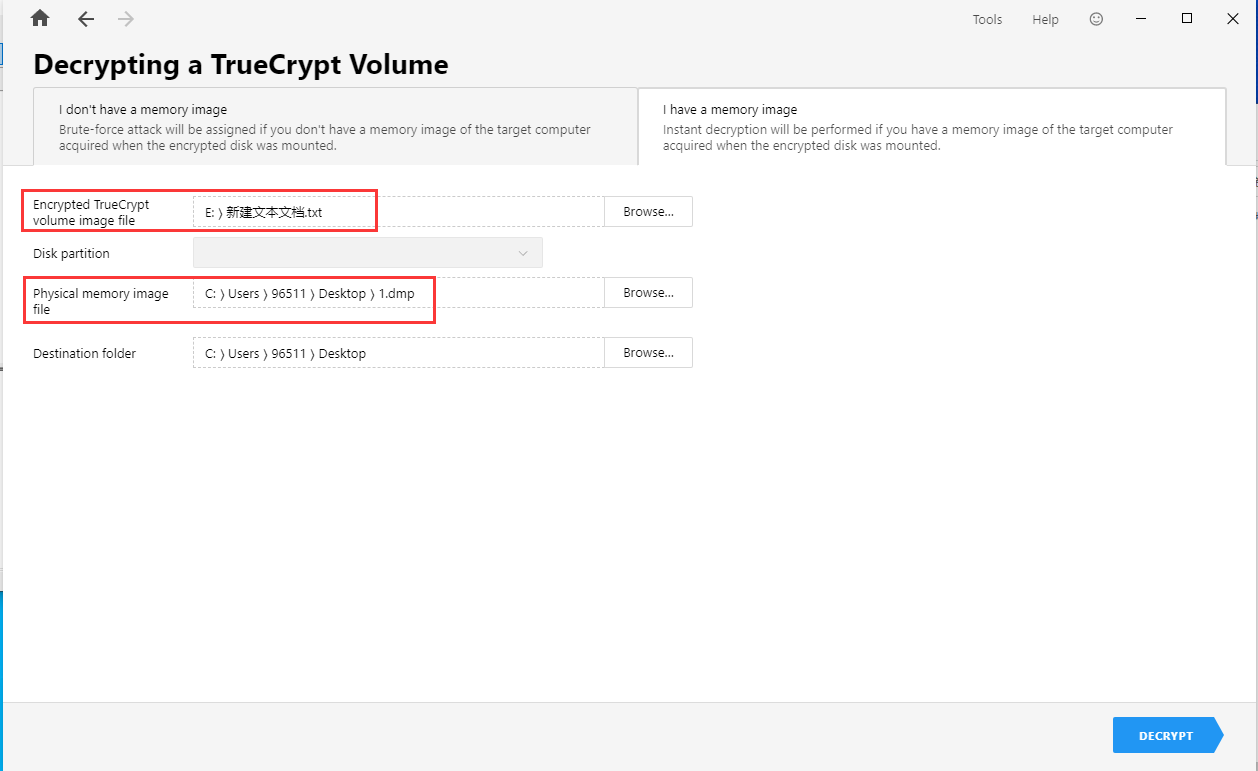 Tools Help
Decrypting a TrueCrypt Volume
I don't have a memory image
Brute-force attack will be assigned if you don't have a memory image of the target computer
acquired when the encrypted disk was mounted.
I have a memory image
Instant decryption will be performed if you have a memory image of the target computer
acquired when the encrypted disk was mounted.
Encrypted TrueCrypt
volume image file
E: ⟩ 新建文本文档.txt
Browse...
Disk partition
Physical memory image
file
C: ⟩ Users ⟩ 96511 ⟩ Desktop ⟩ 1.dmp
Browse...
Destination folder
C: ⟩ Users ⟩ 96511 ⟩ Desktop
Browse...
DECRYPT